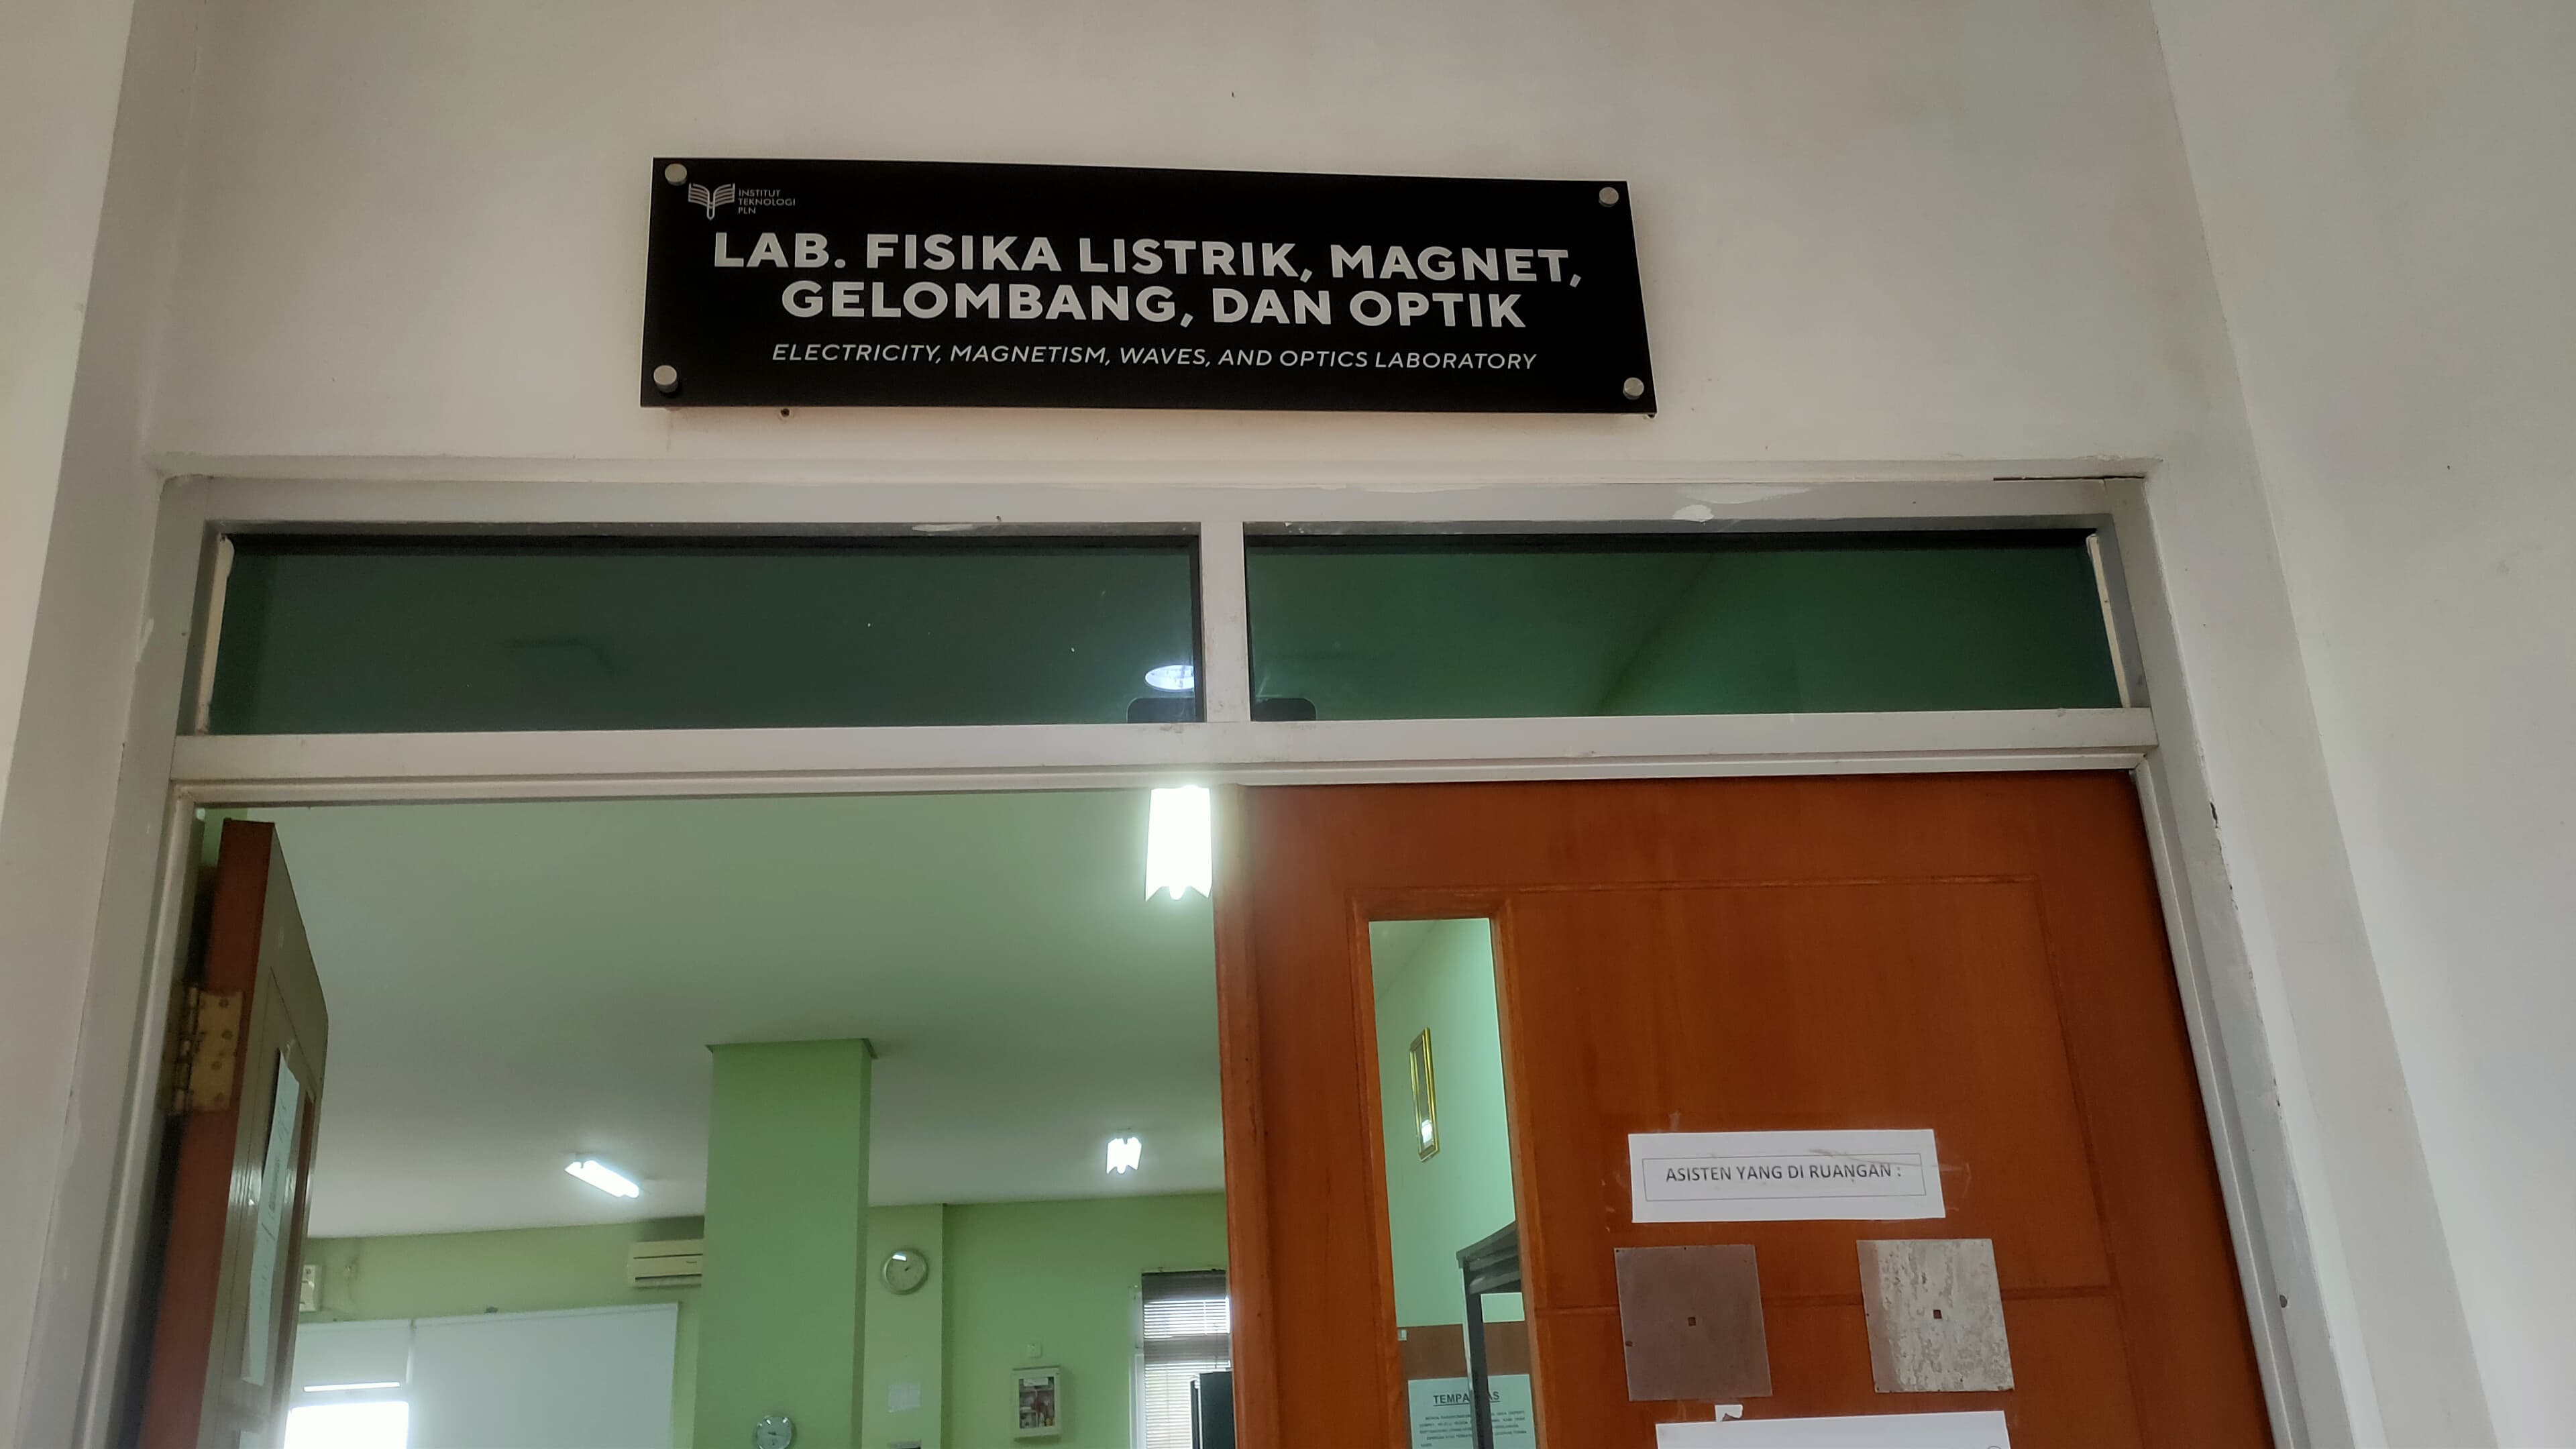 INSTITUT
TEKNOLOGI
PLN
LAB. FISIKA LISTRIK, MAGNET,
GELOMBANG, DAN OPTIK
ELECTRICITY, MAGNETISM, WAVES, AND OPTICS LABORATORY
ASISTEN YANG DI RUANGAN :